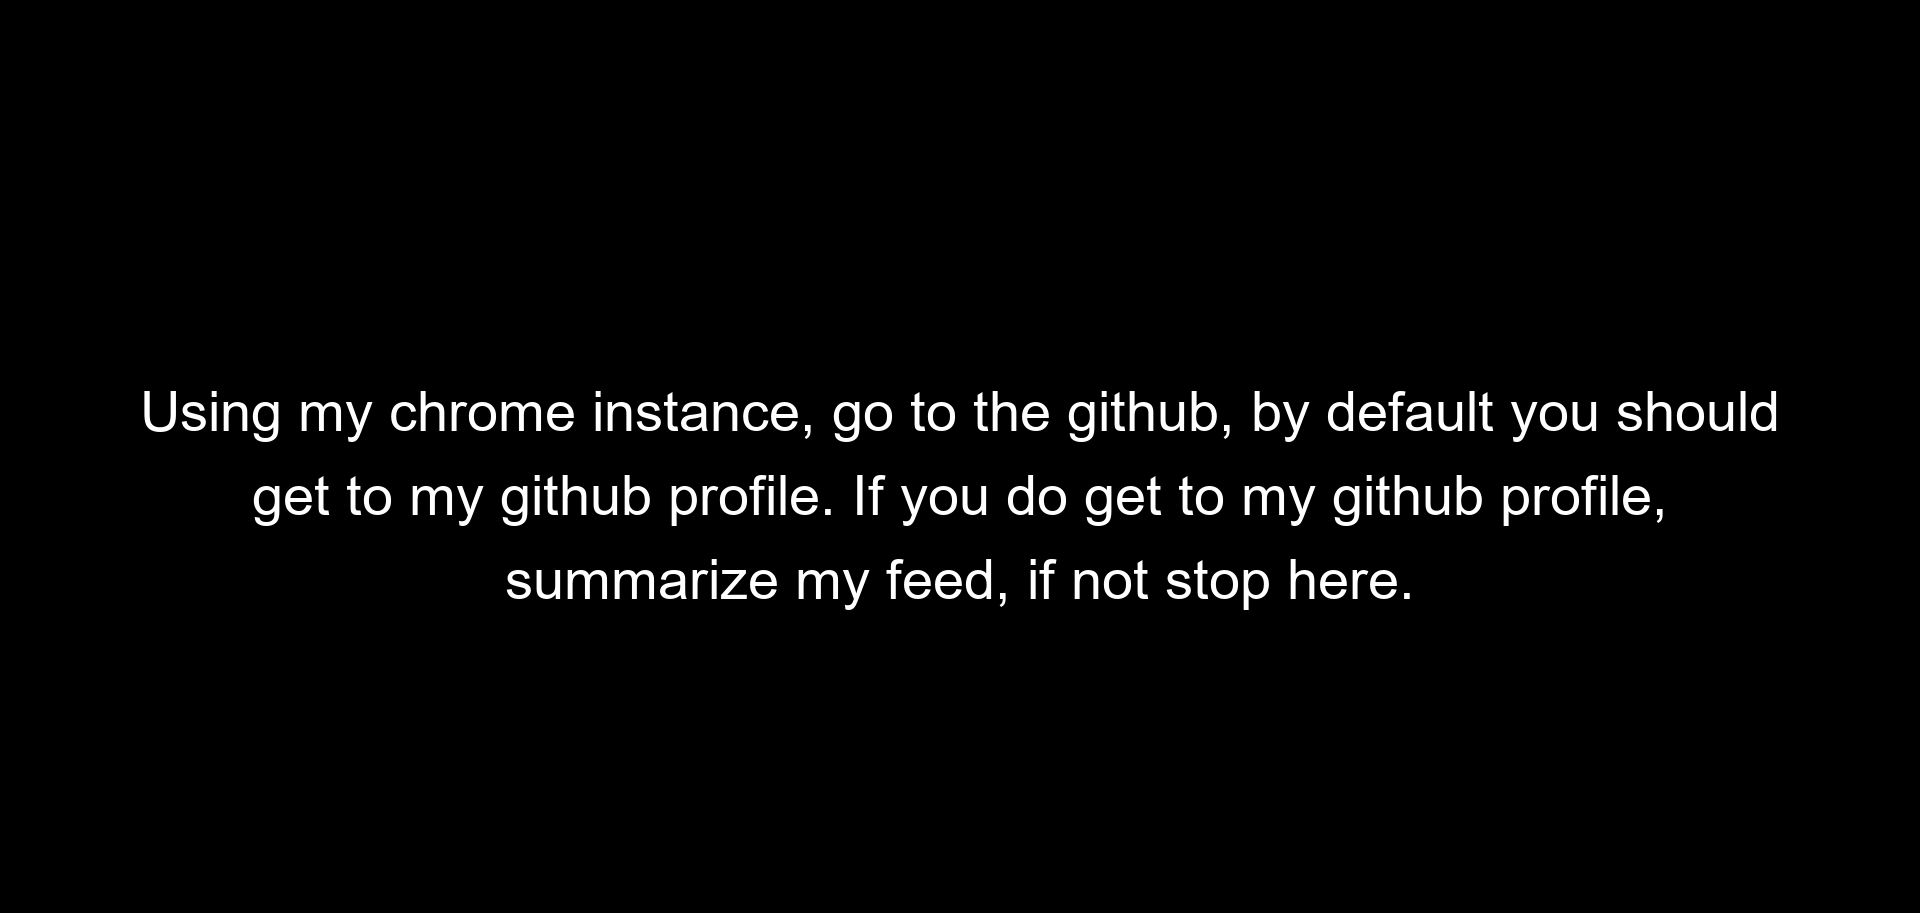 Using my chrome instance, go to the github, by default you should
get to my github profile. If you do get to my github profile,
summarize my feed, if not stop here.